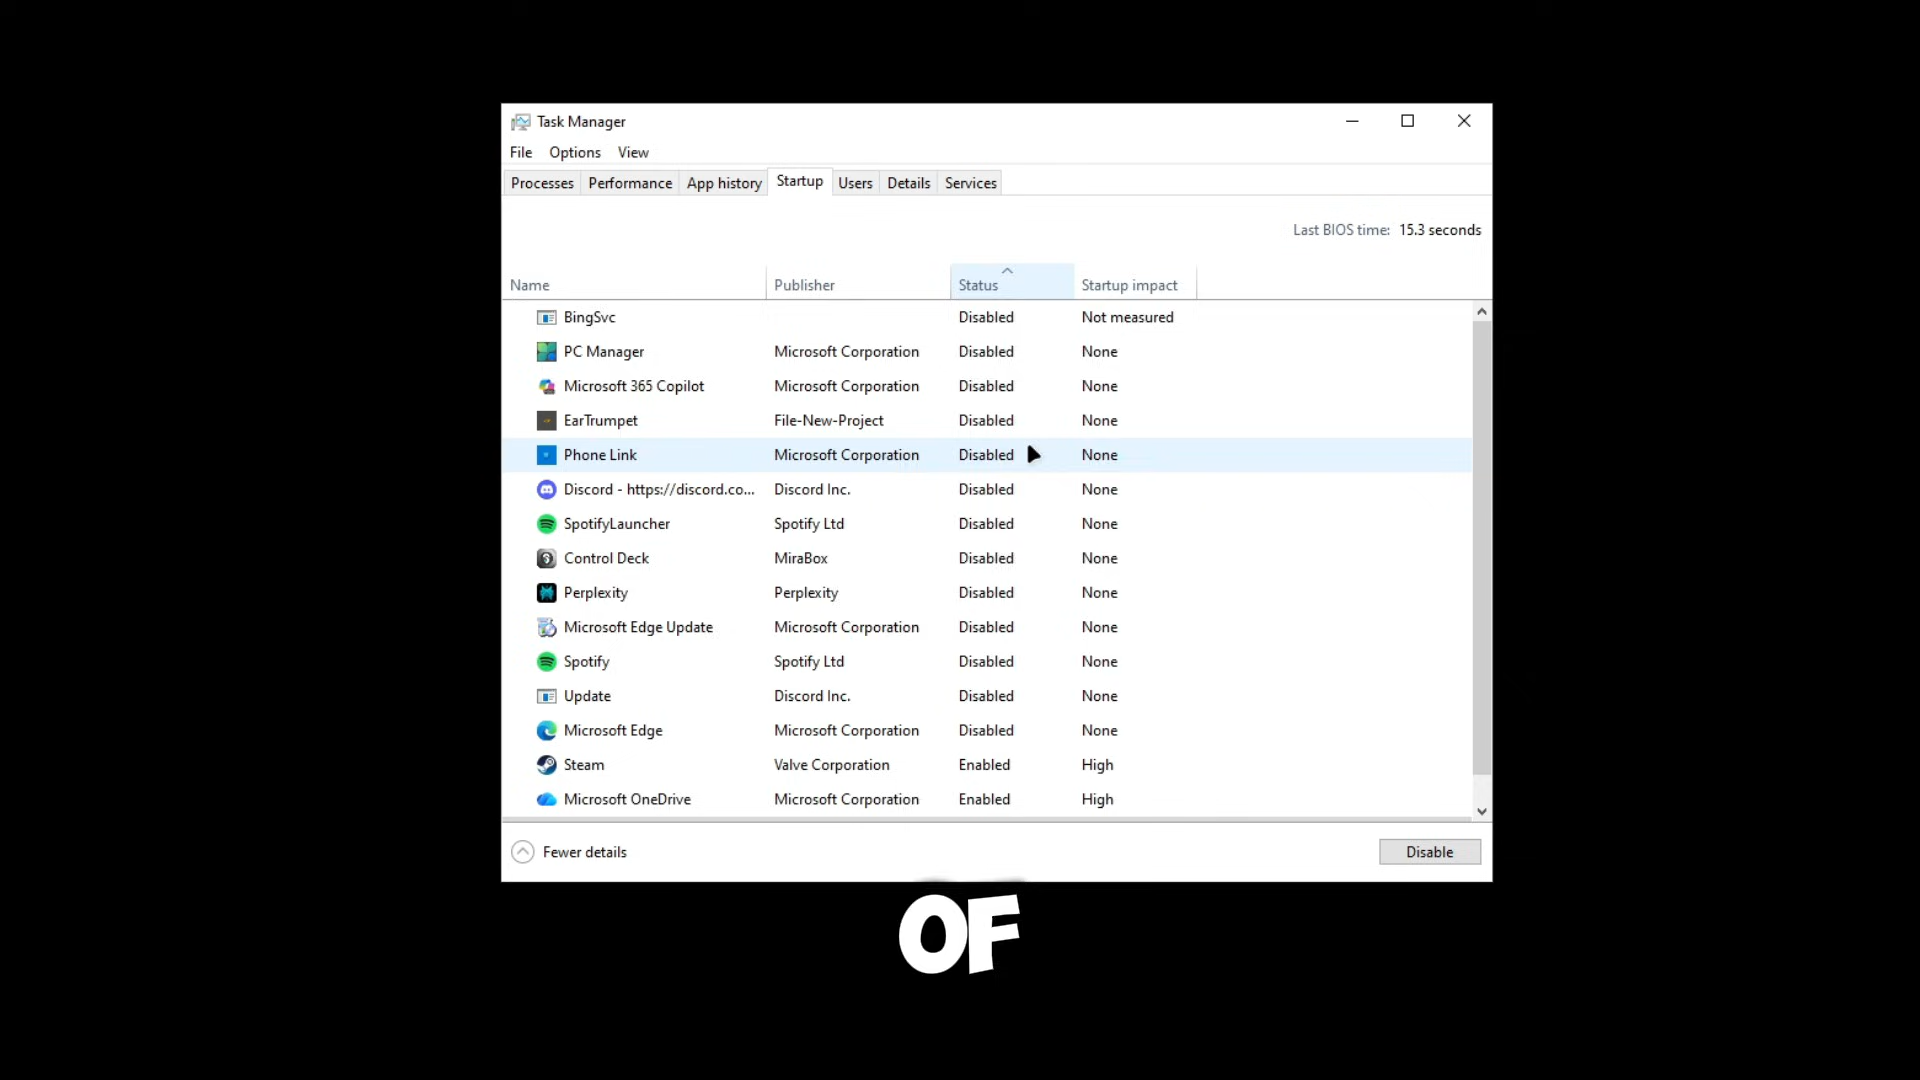 Task Manager
File Options View
Processes Performance App history Startup Users Details Services
Last BIOS time: 15.3 seconds
Name Publisher Status Startup impact
BingSvc Disabled Not measured
PC Manager Microsoft Corporation Disabled None
Microsoft 365 Copilot Microsoft Corporation Disabled None
EarTrumpet File-New-Project Disabled None
Phone Link Microsoft Corporation Disabled None
Discord - https://discord.co... Discord Inc. Disabled None
SpotifyLauncher Spotify Ltd Disabled None
Control Deck MiraBox Disabled None
Perplexity Perplexity Disabled None
Microsoft Edge Update Microsoft Corporation Disabled None
Spotify Spotify Ltd Disabled None
Update Discord Inc. Disabled None
Microsoft Edge Microsoft Corporation Disabled None
Steam Valve Corporation Enabled High
Microsoft OneDrive Microsoft Corporation Enabled High
Fewer details Disable
OF